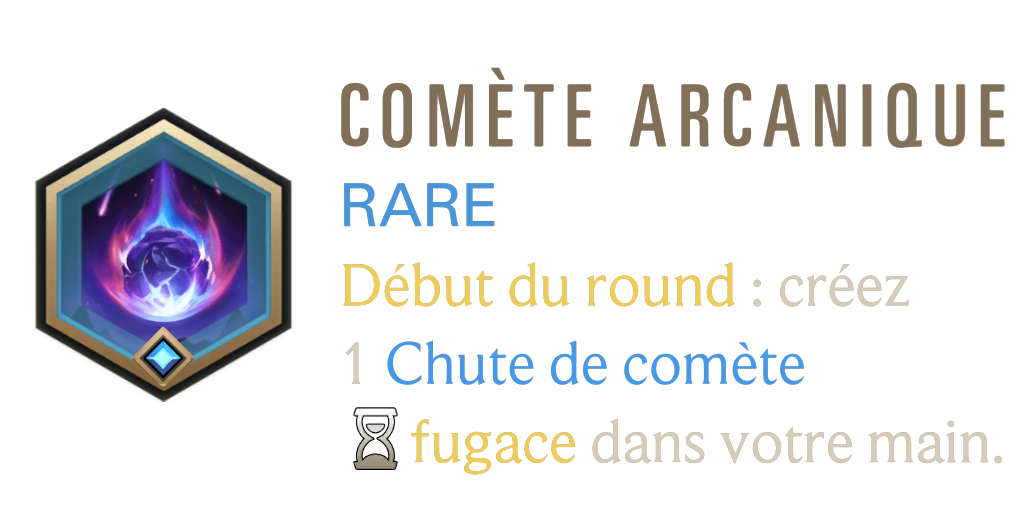 COMÈTE ARCANIQUE
RARE
Début du round : créez
1 Chute de comète
fugace dans votre main.